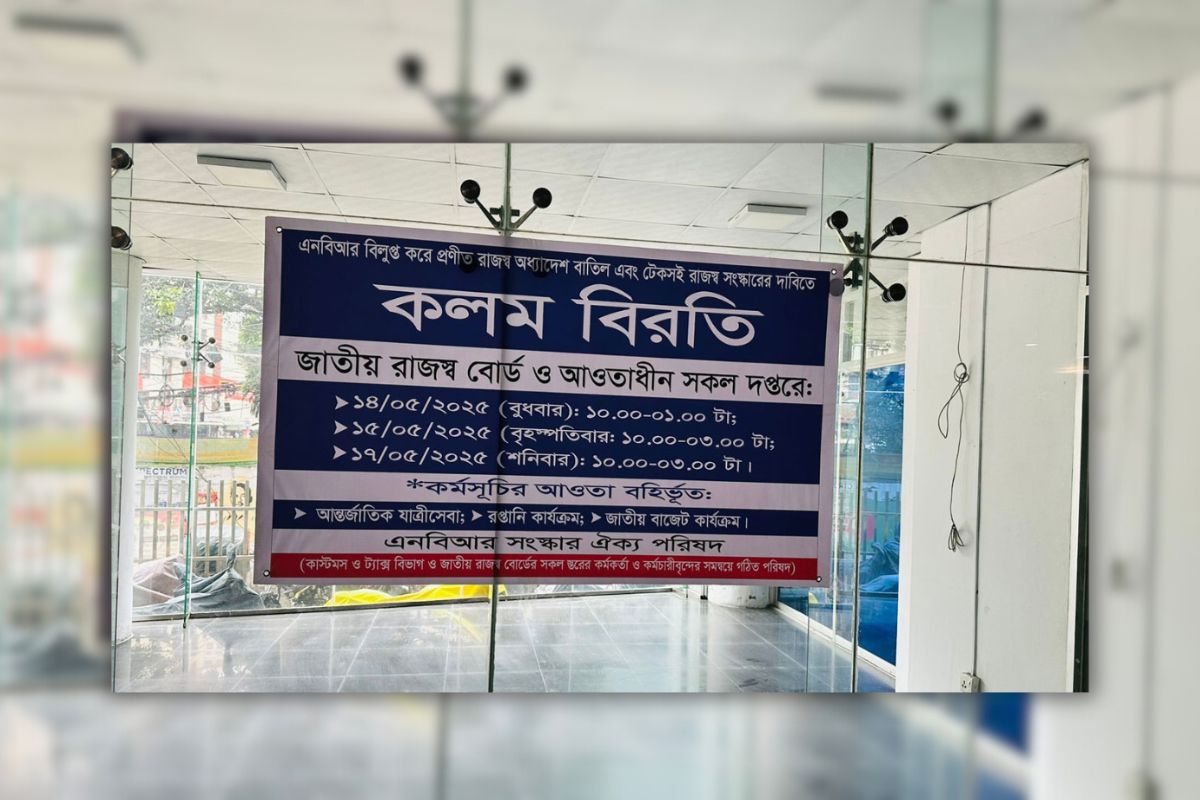 এনবিআর বিলুপ্ত করে প্রণীত রাজস্ব অধ্যাদেশ বাতিল এবং টেকসই রাজস্ব সংস্কারের দাবিতে
কলম বিরতি
জাতীয় রাজস্ব বোর্ড ও আওতাধীন সকল দপ্তরে:
➤১৪/০৫/২০২৫ (বুধবার): ১০.০০-০১.০০ টা;
➤১৫/০৫/২০২৫ (বৃহস্পতিবার: ১০.০০-০৩.০০ টা;
➤১৭/০৫/২০২৫ (শনিবার): ১০.০০-০৩.০০ টা।
*কর্মসূচির আওতা বহির্ভূত:
➤ আন্তর্জাতিক যাত্রীসেবা; ➤ রপ্তানি কার্যক্রম; ➤ জাতীয় বাজেট কার্যক্রম।
এনবিআর সংস্কার ঐক্য পরিষদ
(কাস্টমস ও ট্যাক্স বিভাগ ও জাতীয় রাজস্ব বোর্ডের সকল স্তরের কর্মকর্তা ও কর্মচারীবৃন্দের সমন্বয়ে গঠিত পরিষদ)
SPECTRUM